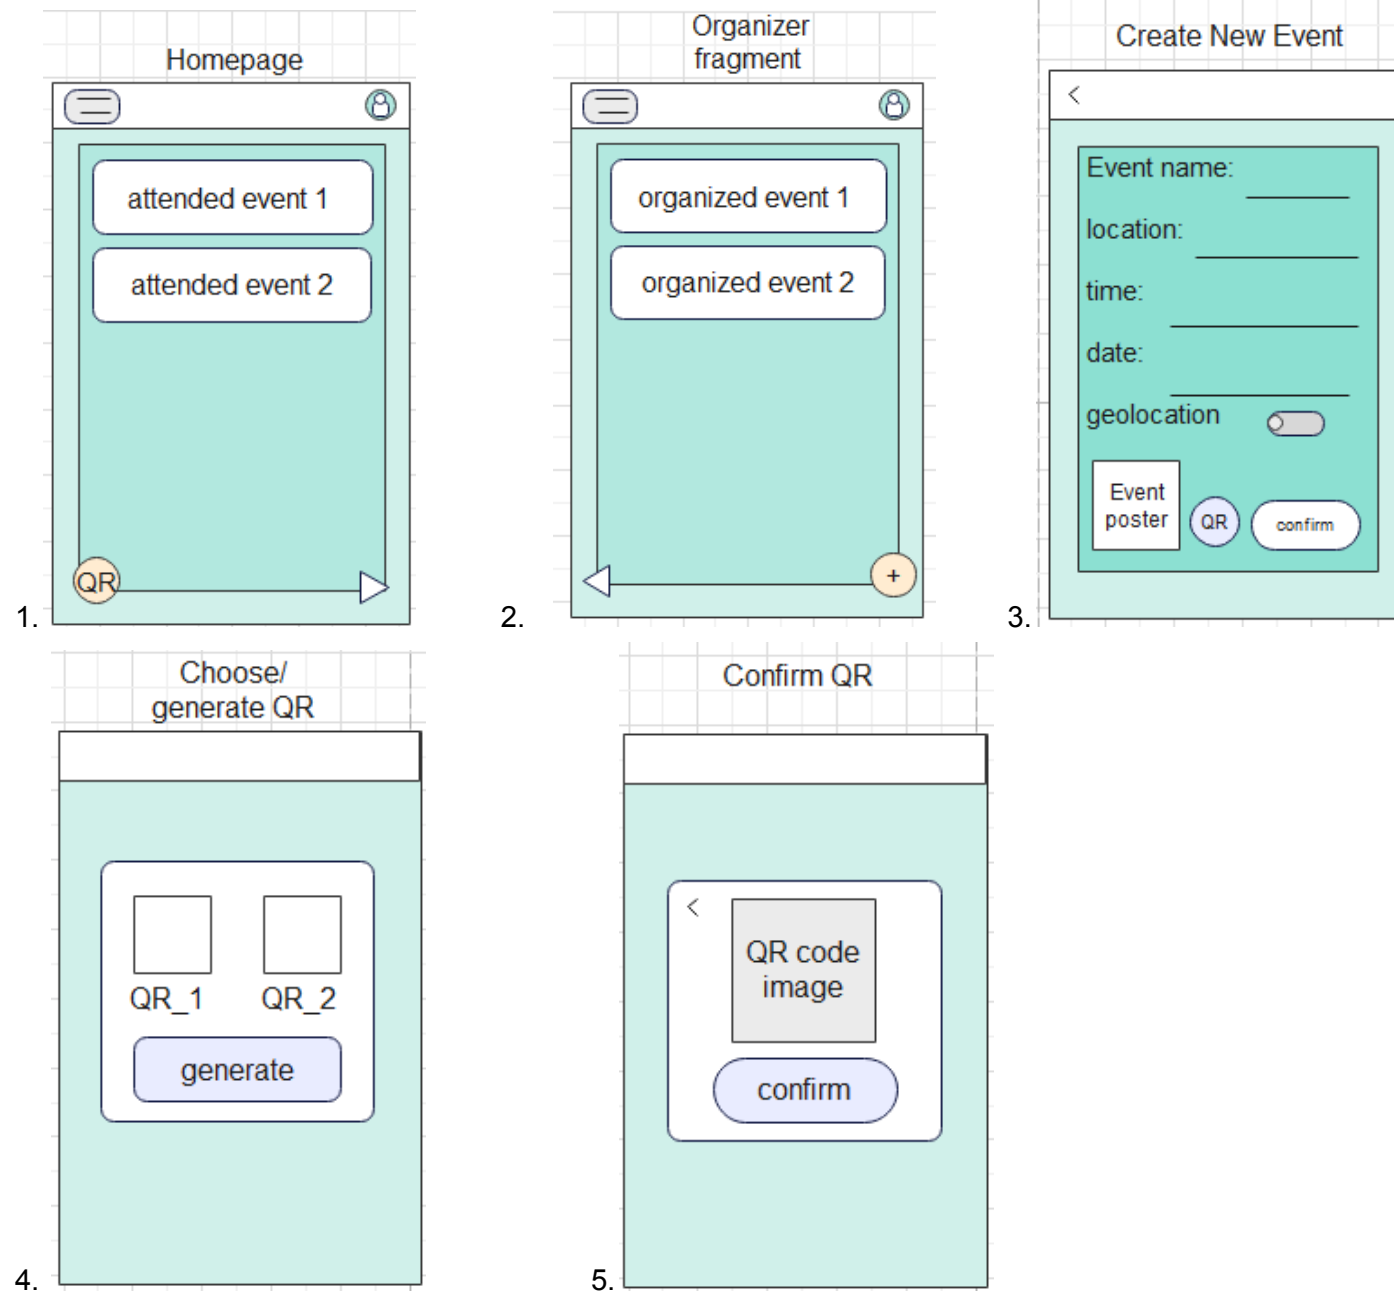 Homepage
attended event 1
attended event 2
QR
1.
Organizer
fragment
organized event 1
organized event 2
+
2.
Create New Event
<
Event name:
location:
time:
date:
geolocation
Event
poster
QR
confirm
3.
Choose/
generate QR
QR_1
QR_2
generate
4.
Confirm QR
<
QR code
image
confirm
5.